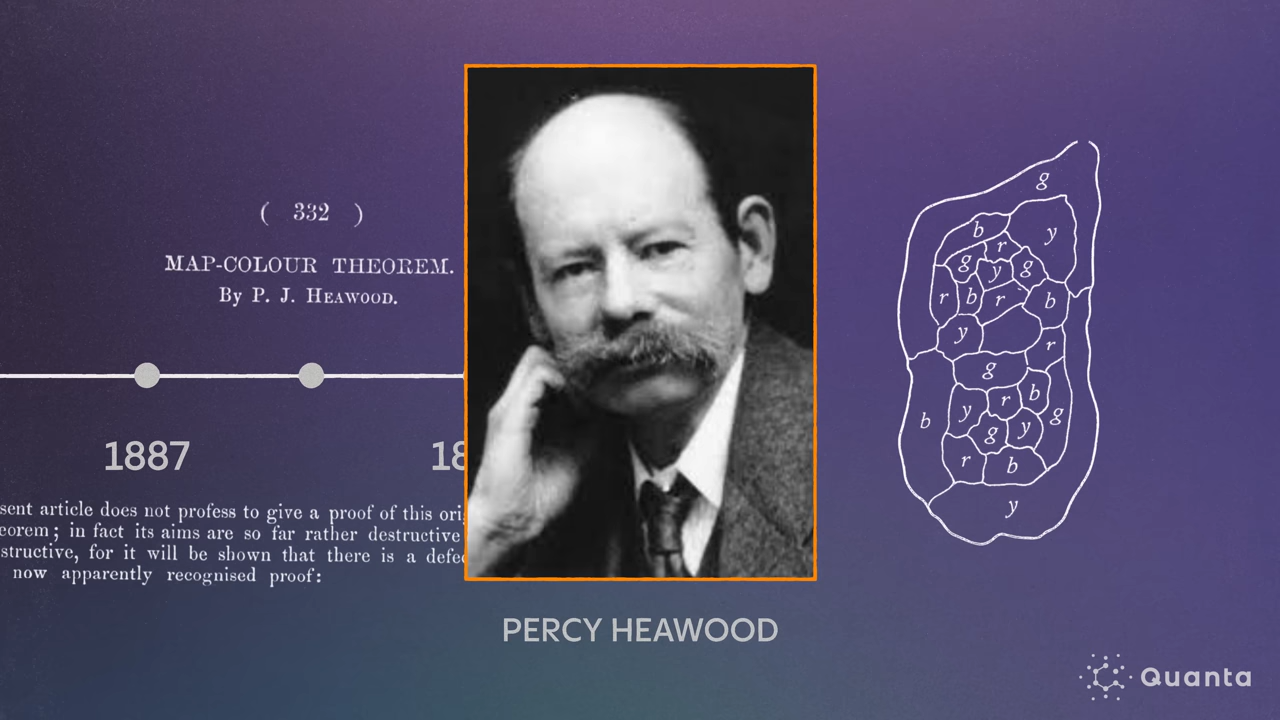 ( 332 )
MAP-COLOUR THEOREM.
By P. J. HEAWOOD.
1887
18
sent article does not profess to give a proof of this ori
eorem; in fact its aims are so far rather destructive
structive, for it will be shown that there is a defec
now apparently recognised proof:
PERCY HEAWOOD
g
b
r
y
g
y
g
r
b
r
b
y
r
g
b
y
r
b
g
g
y
r
b
y
Quanta